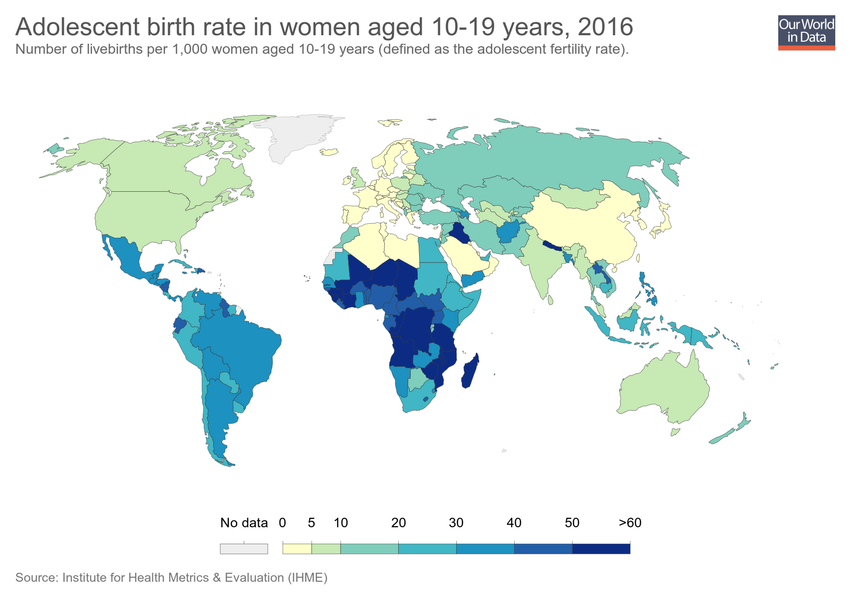 Adolescent birth rate in women aged 10-19 years, 2016
Number of livebirths per 1,000 women aged 10-19 years (defined as the adolescent fertility rate).
Our World
in Data
No data 0 5 10 20 30 40 50 >60
Source: Institute for Health Metrics & Evaluation (IHME)